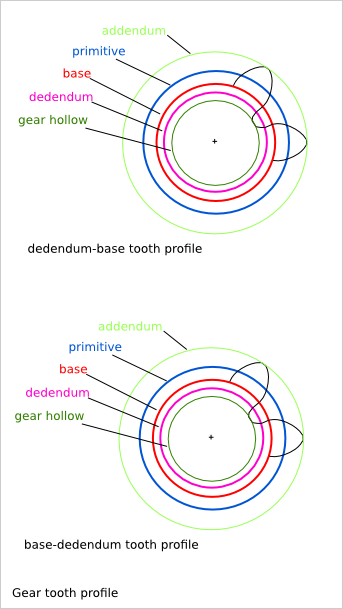 addendum
primitive
base
dedendum
gear hollow
dedendum-base tooth profile
addendum
primitive
base
dedendum
gear hollow
base-dedendum tooth profile
Gear tooth profile